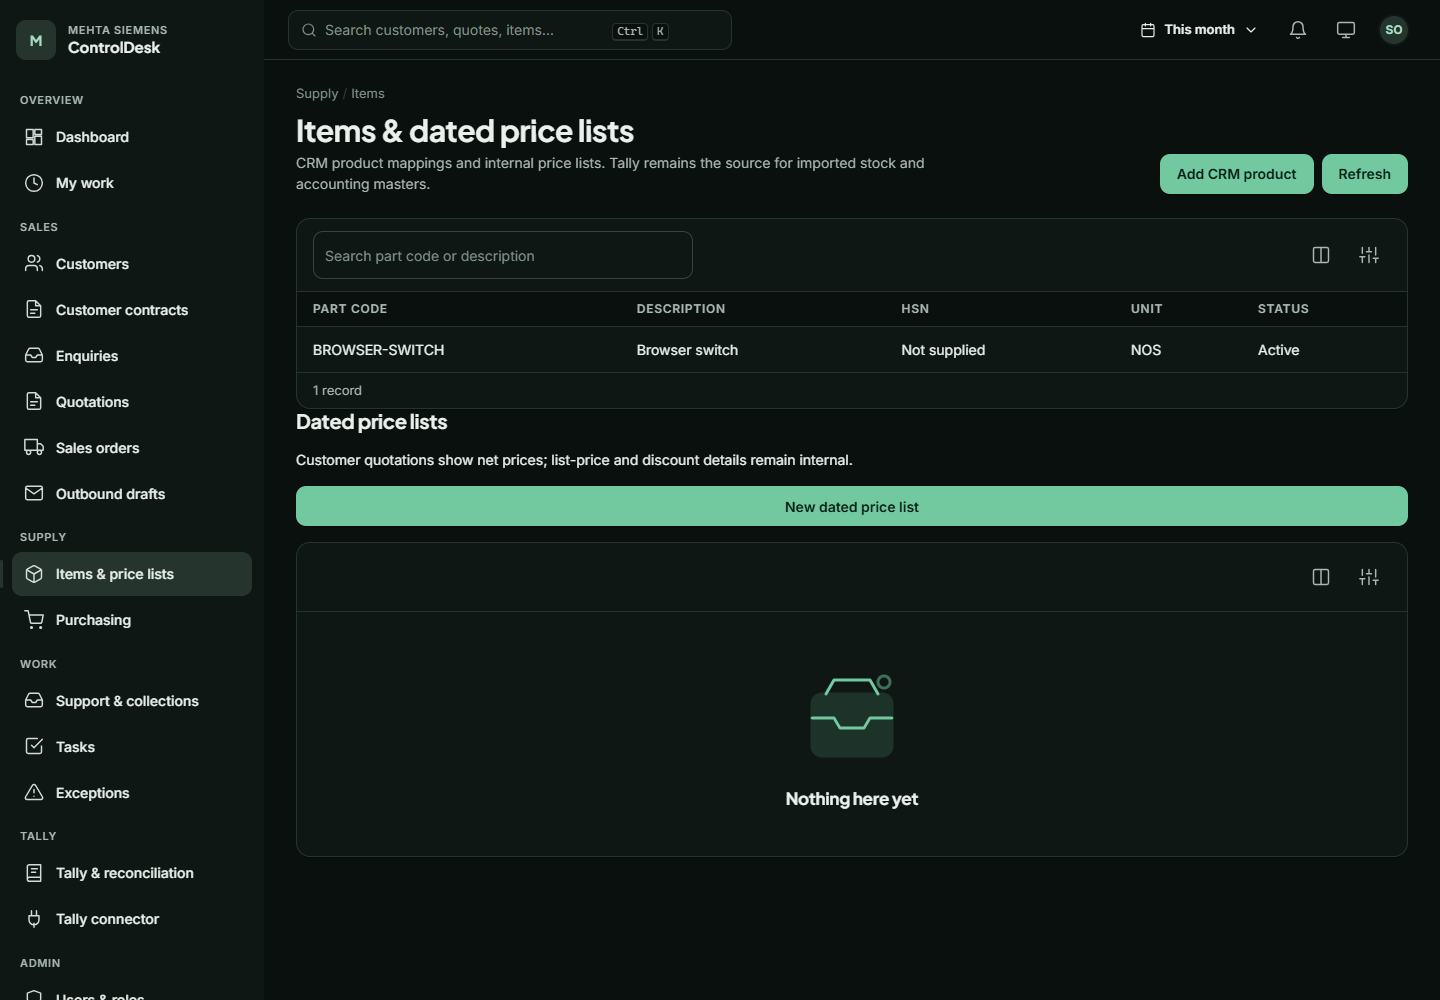 M
MEHTA SIEMENS
ControlDesk
Search customers, quotes, items...
Ctrl K
This month
SO
OVERVIEW
Dashboard
My work
SALES
Customers
Customer contracts
Enquiries
Quotations
Sales orders
Outbound drafts
SUPPLY
Items & price lists
Purchasing
WORK
Support & collections
Tasks
Exceptions
TALLY
Tally & reconciliation
Tally connector
ADMIN
Users & roles
Supply / Items
Items & dated price lists
CRM product mappings and internal price lists. Tally remains the source for imported stock and
accounting masters.
Add CRM product
Refresh
Search part code or description
PART CODE DESCRIPTION HSN UNIT STATUS
BROWSER-SWITCH Browser switch Not supplied NOS Active
1 record
Dated price lists
Customer quotations show net prices; list-price and discount details remain internal.
New dated price list
Nothing here yet